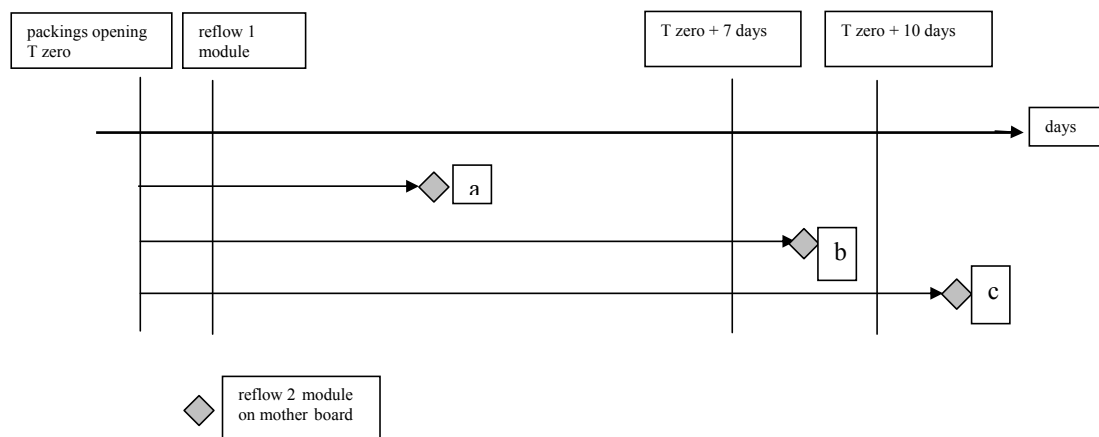 packings opening
T zero
reflow 1
module
T zero + 7 days
T zero + 10 days
days
a
b
c
reflow 2 module
on mother board